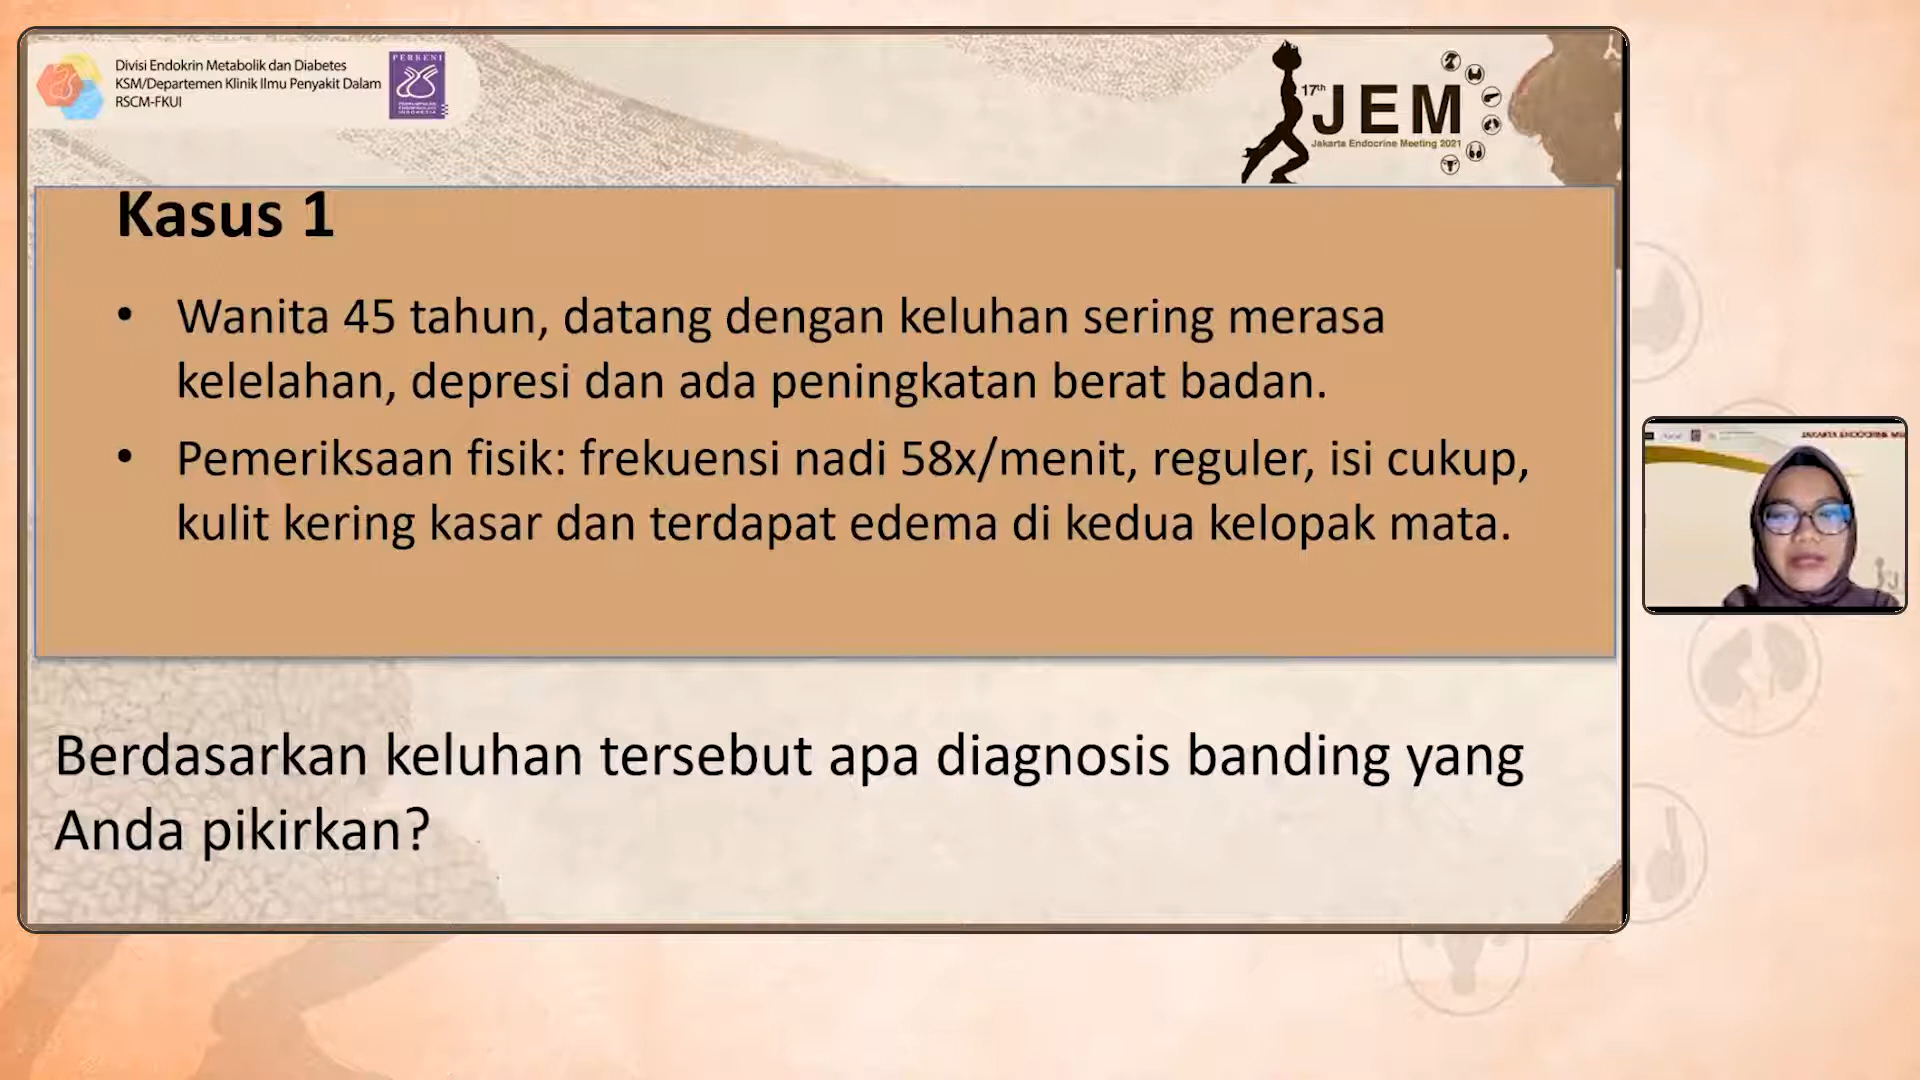 Divisi Endokrin Metabolik dan Diabetes
KSM/Departemen Klinik Ilmu Penyakit Dalam
RSCM-FKUI
PERKENI
17th
JEM
Jakarta Endocrine Meeting 2021
Kasus 1
• Wanita 45 tahun, datang dengan keluhan sering merasa
kelelahan, depresi dan ada peningkatan berat badan.
• Pemeriksaan fisik: frekuensi nadi 58x/menit, reguler, isi cukup,
kulit kering kasar dan terdapat edema di kedua kelopak mata.
Berdasarkan keluhan tersebut apa diagnosis banding yang
Anda pikirkan?